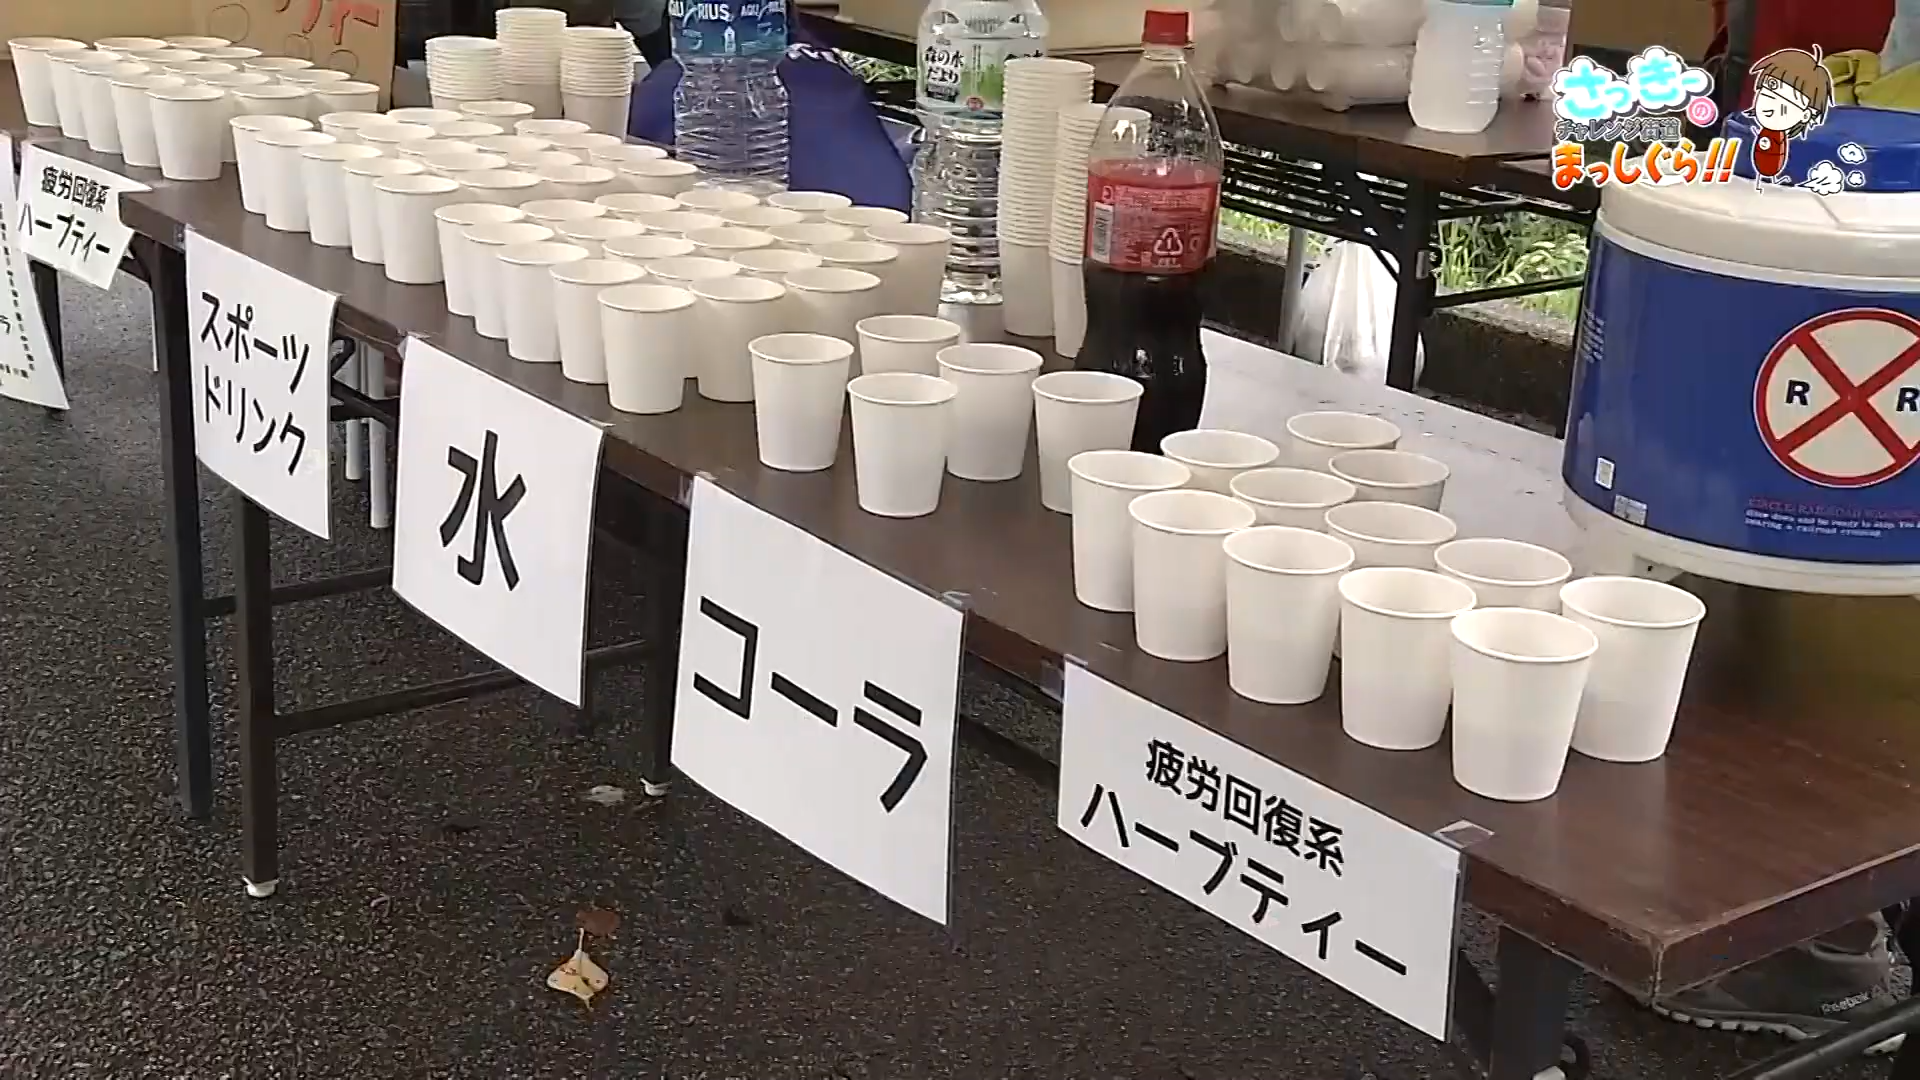 さっきーの
チャレンジ街道
まっしぐら!!
AQUARIUS
森の水
だより
疲労回復系
ハーブティー
スポーツ
ドリンク
水
コーラ
疲労回復系
ハーブティー
R R
Reebok